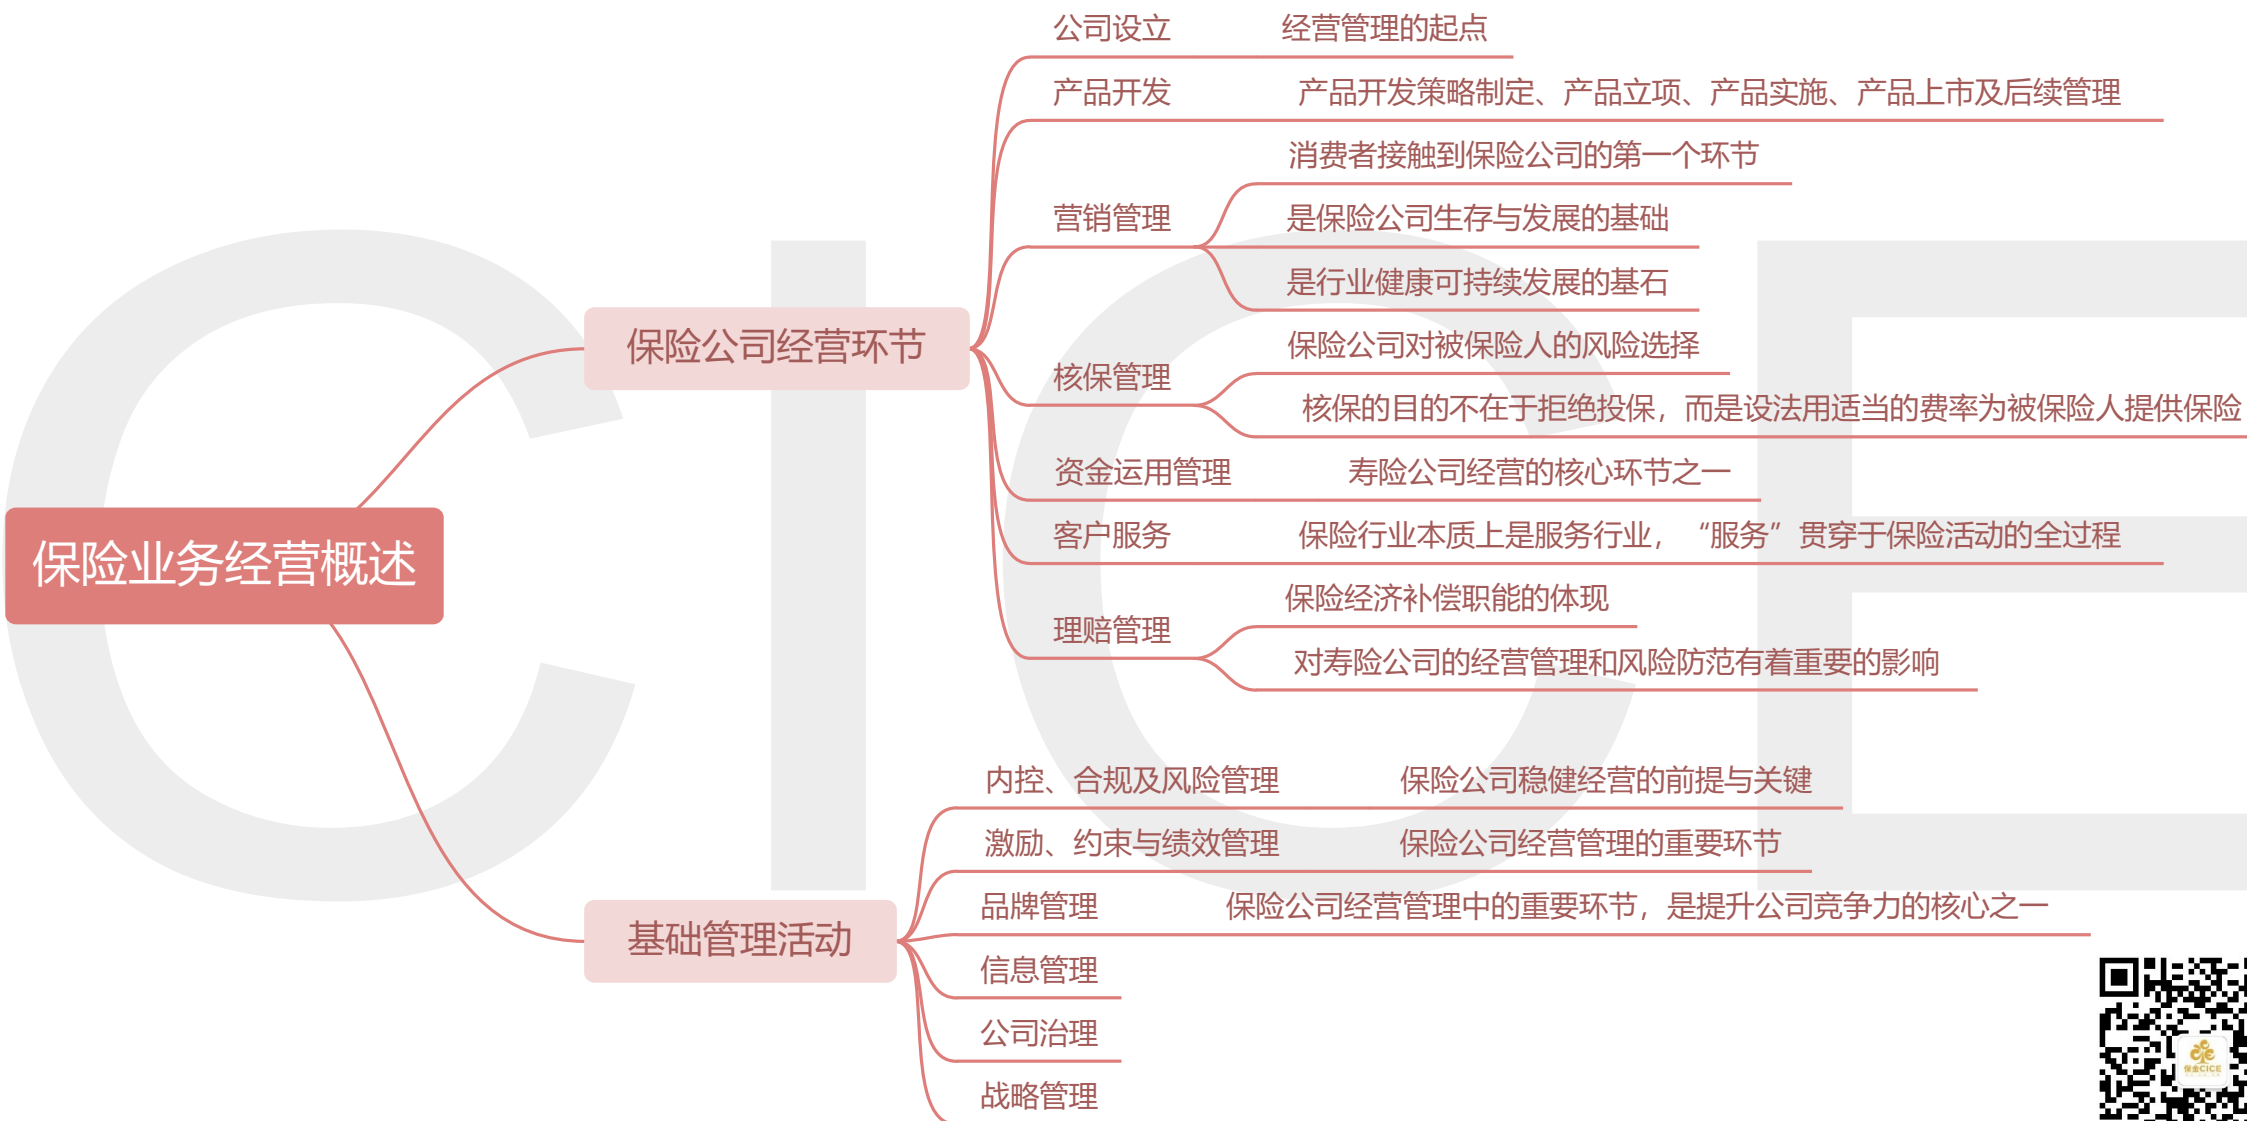 公司设立 经营管理的起点
产品开发 产品开发策略制定、产品立项、产品实施、产品上市及后续管理
消费者接触到保险公司的第一个环节
营销管理 是保险公司生存与发展的基础
是行业健康可持续发展的基石
保险公司经营环节
保险公司对被保险人的风险选择
核保管理
核保的目的不在于拒绝投保，而是设法用适当的费率为被保险人提供保险
资金运用管理 寿险公司经营的核心环节之一
客户服务 保险行业本质上是服务行业，“服务”贯穿于保险活动的全过程
保险业务经营概述
保险经济补偿职能的体现
理赔管理
对寿险公司的经营管理和风险防范有着重要的影响
内控、合规及风险管理 保险公司稳健经营的前提与关键
激励、约束与绩效管理 保险公司经营管理的重要环节
品牌管理 保险公司经营管理中的重要环节，是提升公司竞争力的核心之一
基础管理活动
信息管理
公司治理
战略管理
CICE
保金CICE